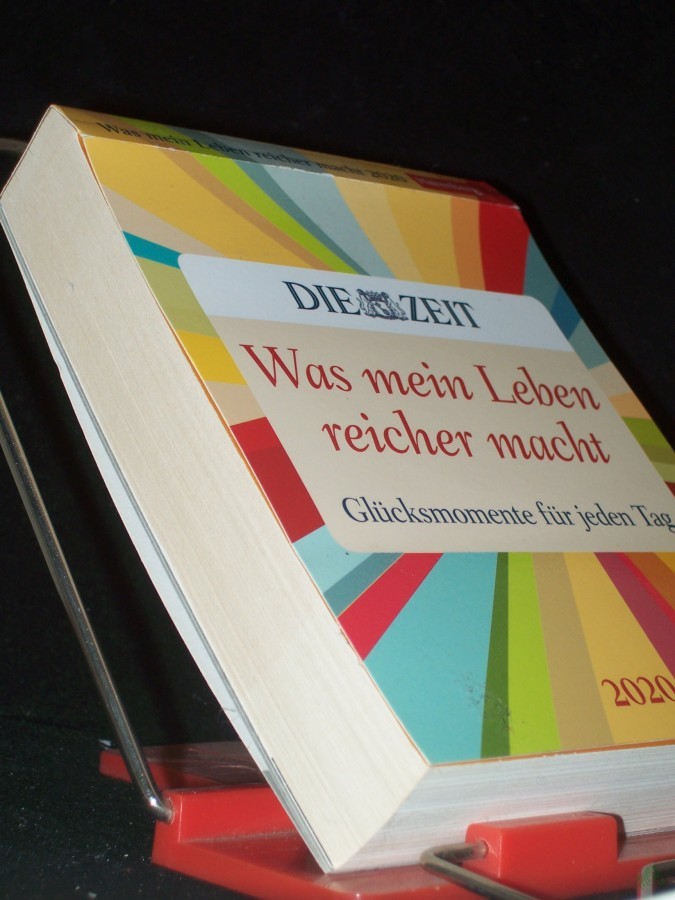 Was mein Leben reicher macht 2020
DIE ZEIT
Was mein Leben
reicher macht
Glücksmomente für jeden Tag
2020